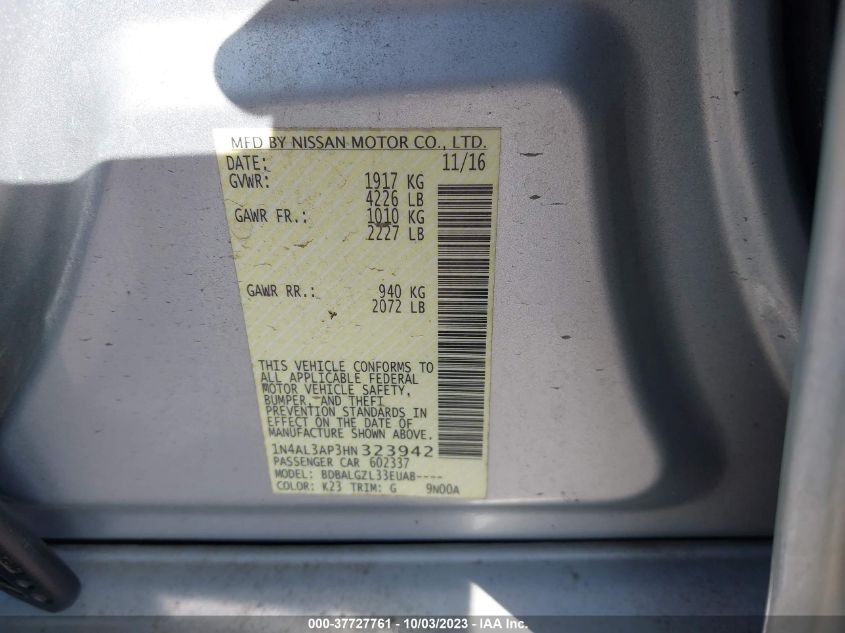 MFD BY NISSAN MOTOR CO., LTD.
DATE: 11/16
GVWR: 1917 KG
4226 LB
GAWR FR.: 1010 KG
2227 LB
GAWR RR.: 940 KG
2072 LB
THIS VEHICLE CONFORMS TO
ALL APPLICABLE FEDERAL
MOTOR VEHICLE SAFETY,
BUMPER, AND THEFT
PREVENTION STANDARDS IN
EFFECT ON THE DATE OF
MANUFACTURE SHOWN ABOVE.
1N4AL3AP3HN 323942
PASSENGER CAR 602337
MODEL: BDBALGZL33EUA8----
COLOR: K23 TRIM: G 9N00A
000-37727761 - 10/03/2023 - IAA Inc.